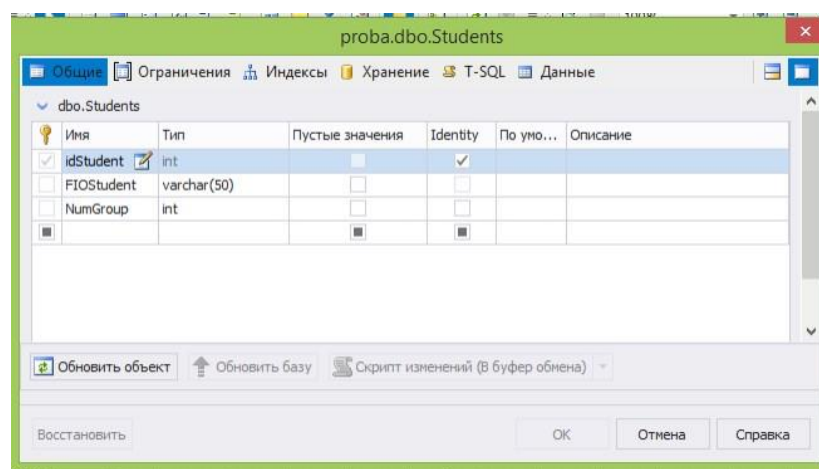 100%
proba.dbo.Students
Общие Ограничения Индексы Хранение T-SQL Данные
dbo.Students
Имя Тип Пустые значения Identity По умо... Описание
idStudent int
FIOStudent varchar(50)
NumGroup int
Обновить объект Обновить базу Скрипт изменений (В буфер обмена)
Восстановить OK Отмена Справка